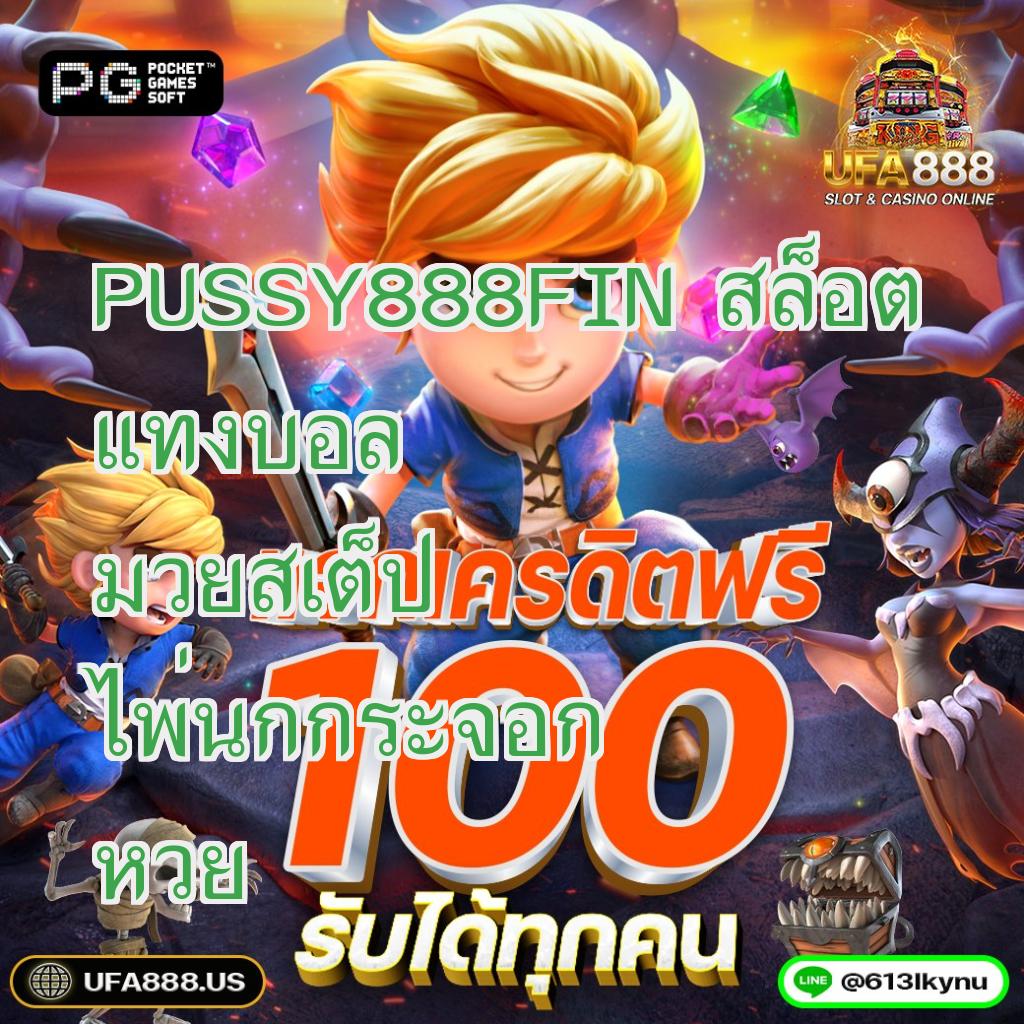 PG POCKET GAMES SOFT™
UFA888
SLOT & CASINO ONLINE
PUSSY888FIN สล็อต
แทงบอล
มวยสเต็ป
เครดิตฟรี
ไพ่นกกระจอก
100
หวย
รับได้ทุกคน
UFA888.US
LINE @613lkynu